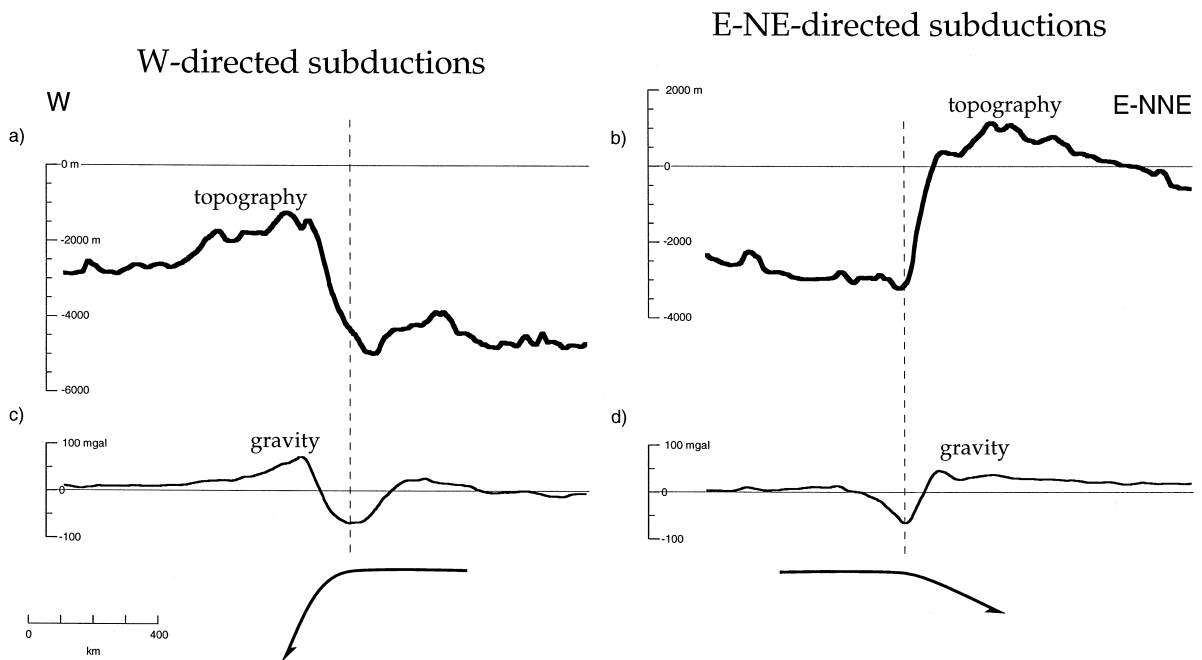 W-directed subductions
E-NE-directed subductions
W
E-NNE
a)
0 m
-2000 m
-4000
-6000
topography
b)
2000 m
0
-2000
-4000
topography
c)
100 mgal
0
-100
gravity
d)
100 mgal
0
-100
gravity
0 400
km